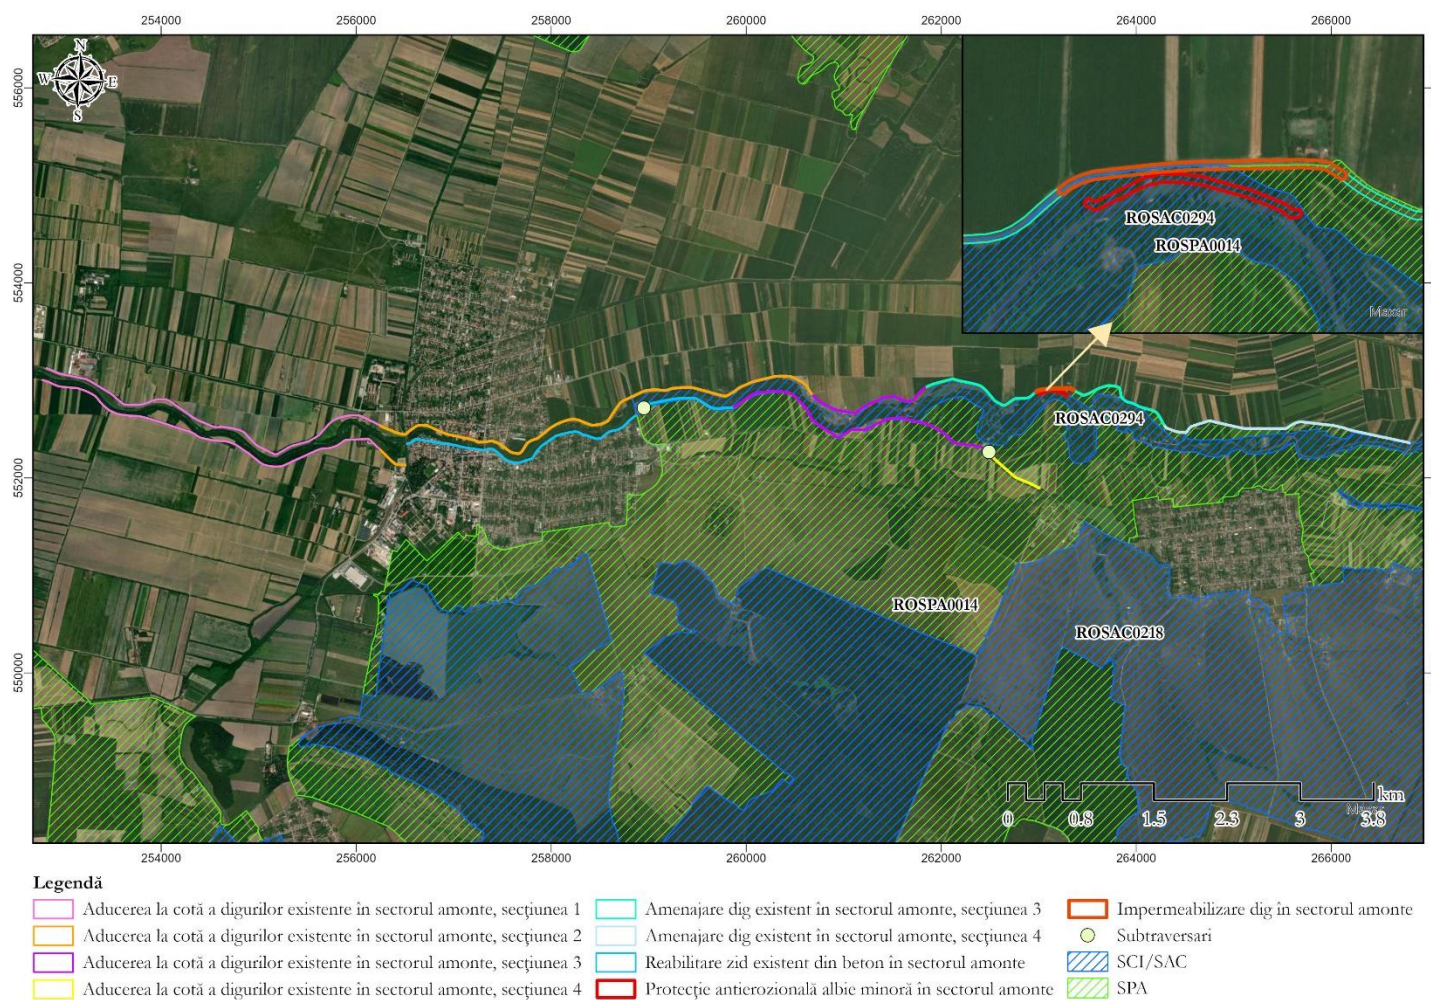 254000 256000 258000 260000 262000 264000 266000
N
W E
S
556000
554000
552000
550000
ROSAC0294
ROSPA0014
Maxar
ROSAC0294
ROSPA0014
ROSAC0218
km
0 0.8 1.5 2.3 3 3.8
254000 256000 258000 260000 262000 264000 266000
Legendă
Aducerea la cotă a digurilor existente în sectorul amonte, secțiunea 1
Aducerea la cotă a digurilor existente în sectorul amonte, secțiunea 2
Aducerea la cotă a digurilor existente în sectorul amonte, secțiunea 3
Aducerea la cotă a digurilor existente în sectorul amonte, secțiunea 4
Amenajare dig existent în sectorul amonte, secțiunea 3
Amenajare dig existent în sectorul amonte, secțiunea 4
Reabilitare zid existent din beton în sectorul amonte
Protecție antierozională albie minoră în sectorul amonte
Impermeabilizare dig în sectorul amonte
Subtraversari
SCI/SAC
SPA